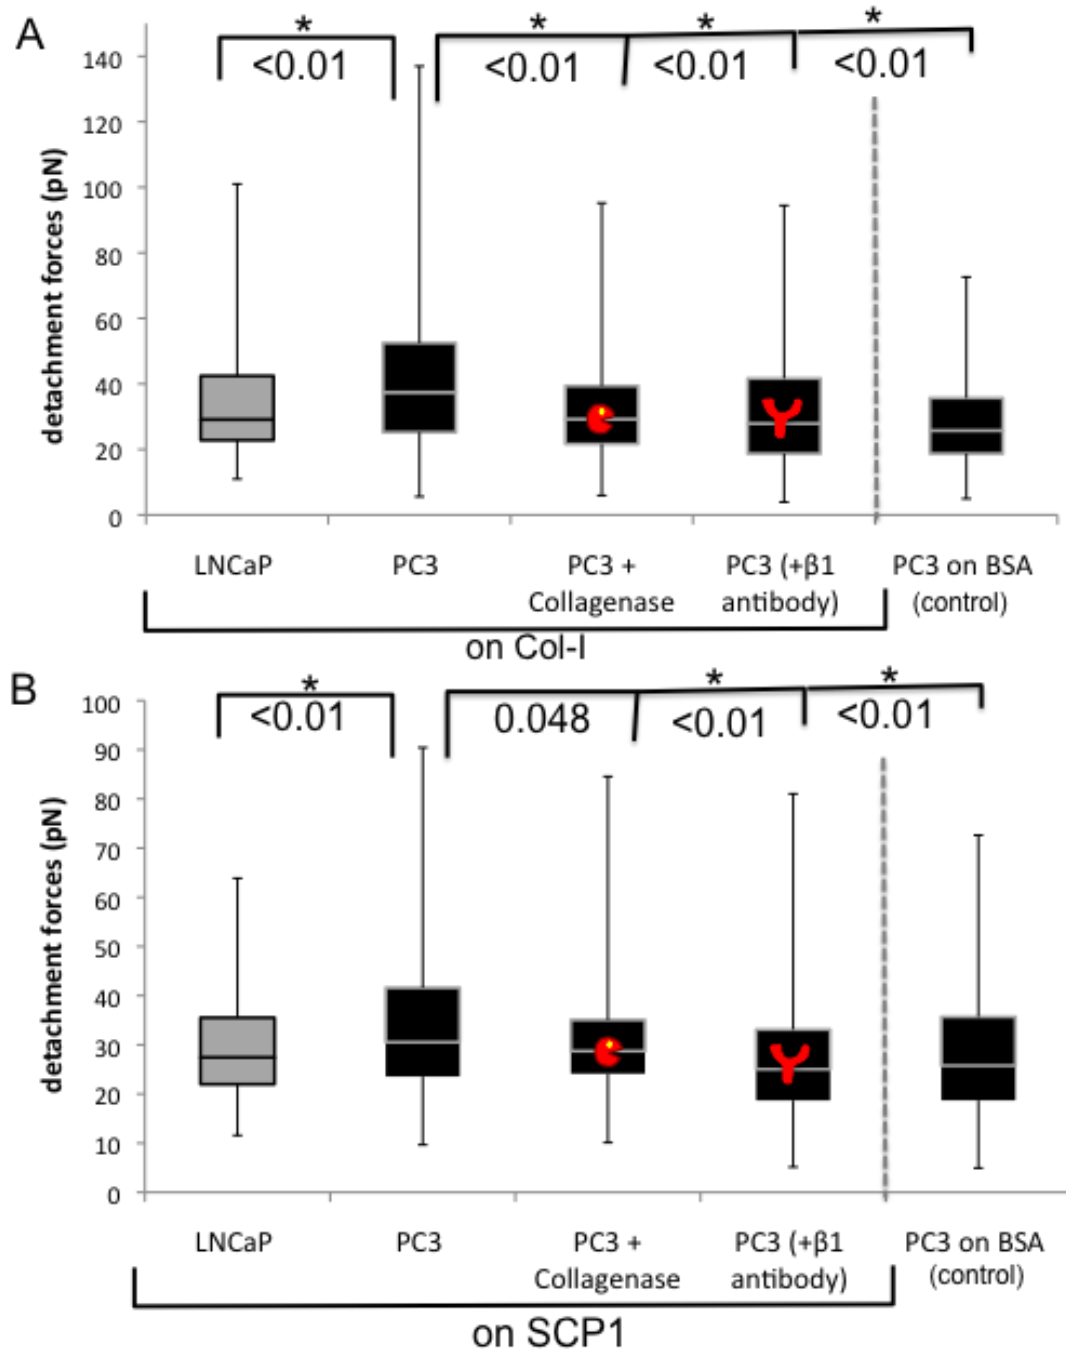 A
* * * *
<0.01 <0.01 <0.01 <0.01
detachment forces (pN)
140
120
100
80
60
40
20
0
LNCaP PC3 PC3 + PC3 (+β1 PC3 on BSA
Collagenase antibody) (control)
on Col-I
B
* * *
<0.01 0.048 <0.01 <0.01
detachment forces (pN)
100
90
80
70
60
50
40
30
20
10
0
LNCaP PC3 PC3 + PC3 (+β1 PC3 on BSA
Collagenase antibody) (control)
on SCP1